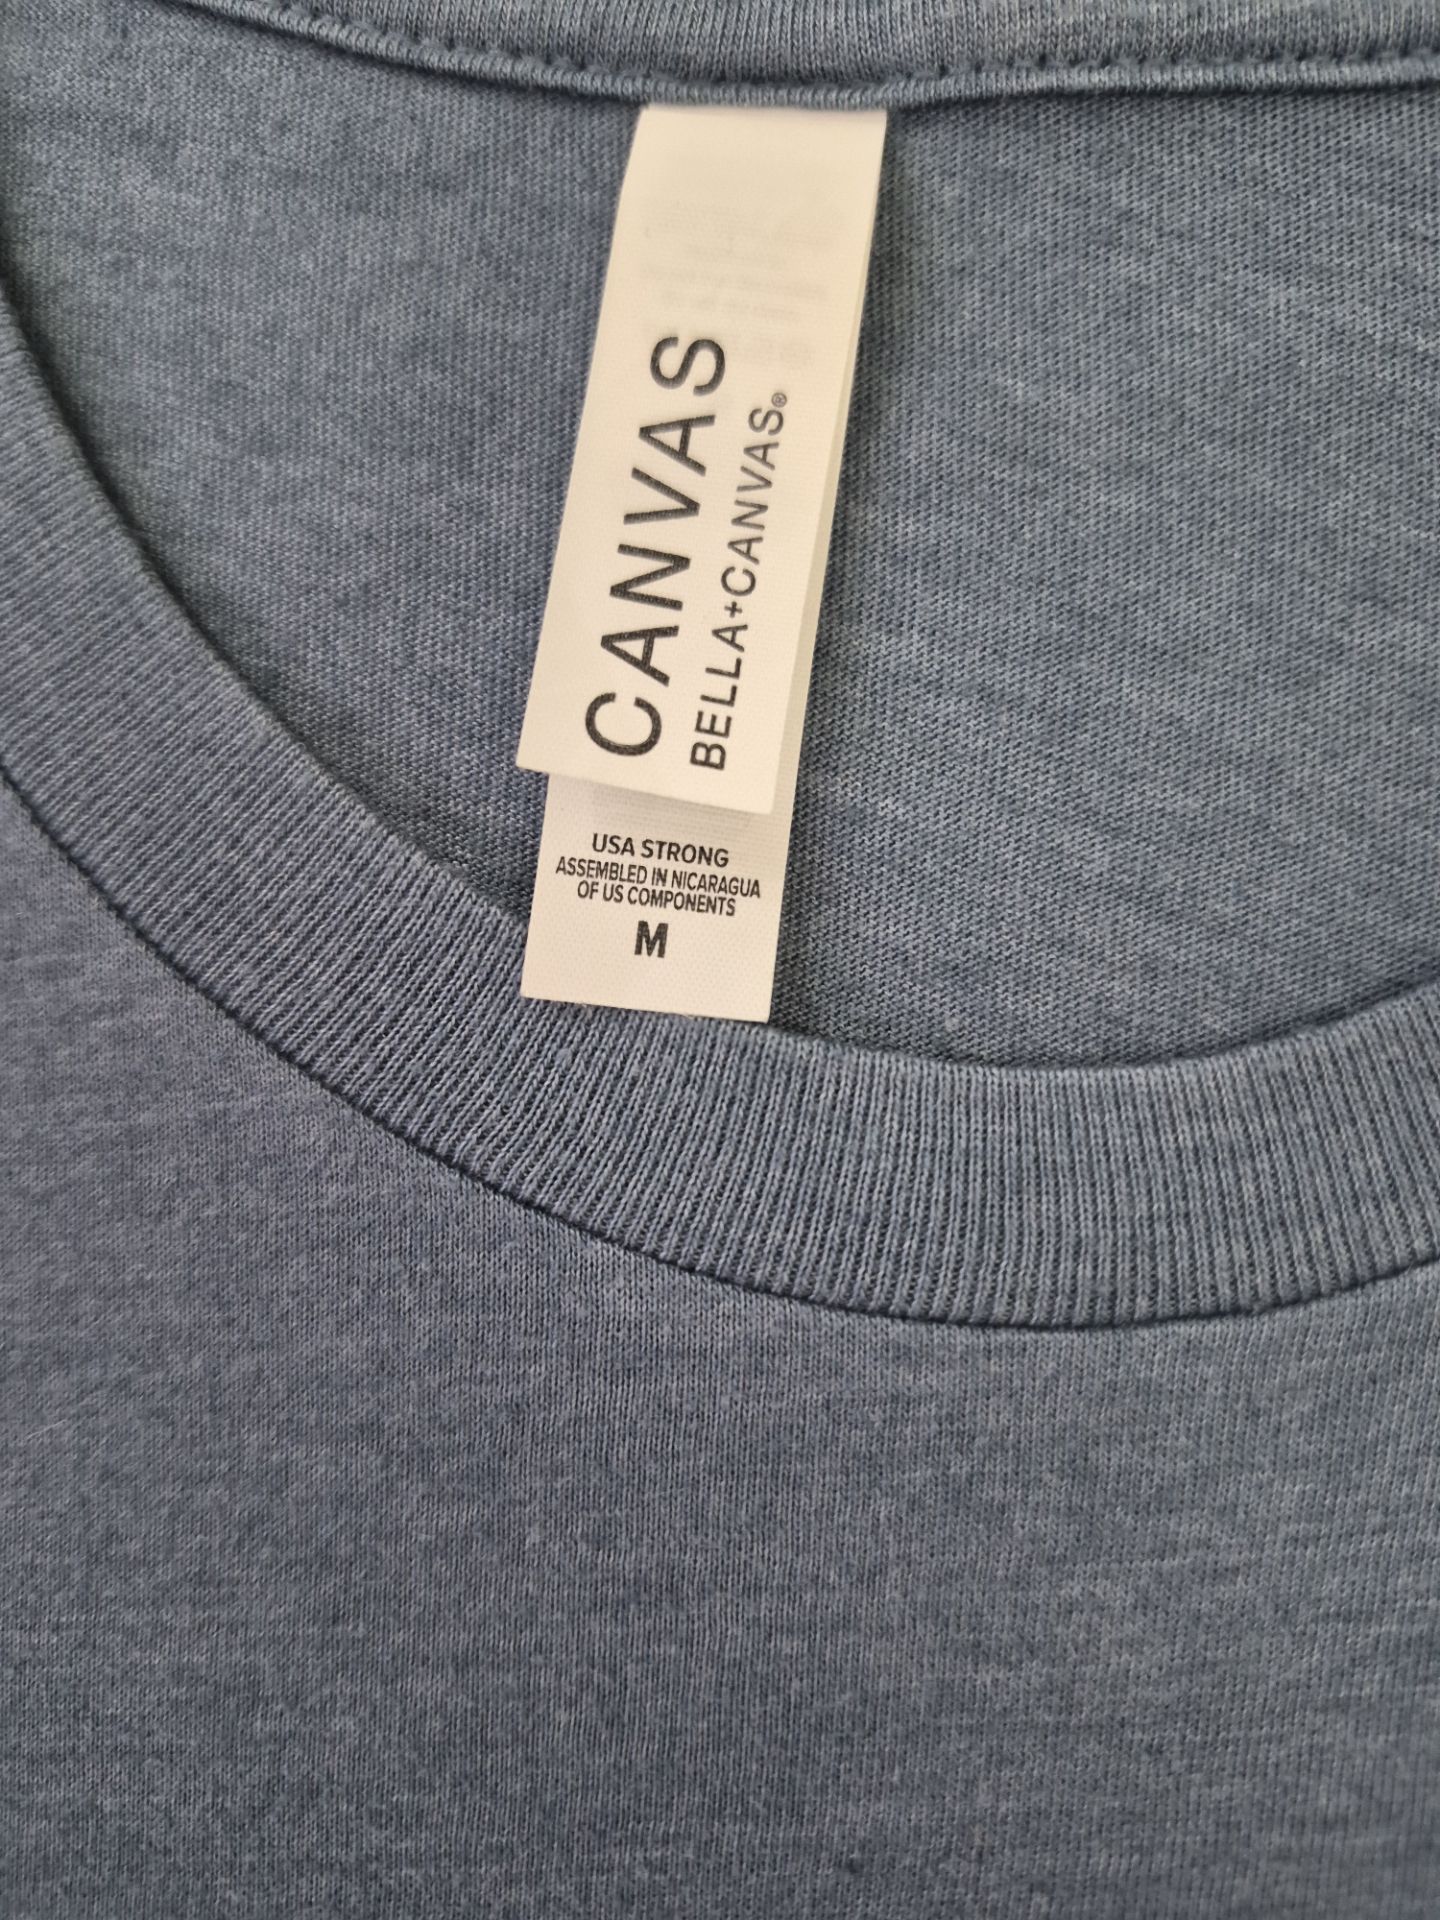 CANVAS
BELLA+CANVAS®
USA STRONG
ASSEMBLED IN NICARAGUA
OF US COMPONENTS
M